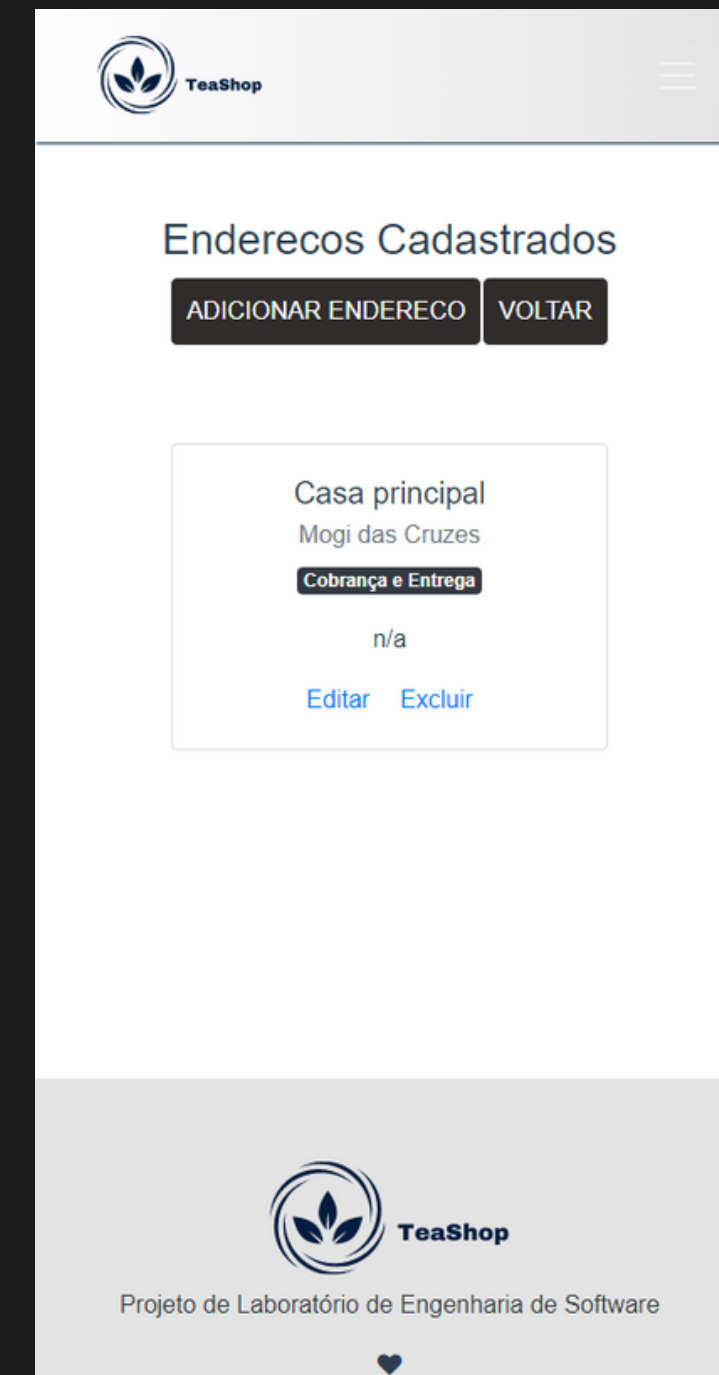 TeaShop
Enderecos Cadastrados
ADICIONAR ENDERECO VOLTAR
Casa principal
Mogi das Cruzes
Cobrança e Entrega
n/a
Editar Excluir
TeaShop
Projeto de Laboratório de Engenharia de Software